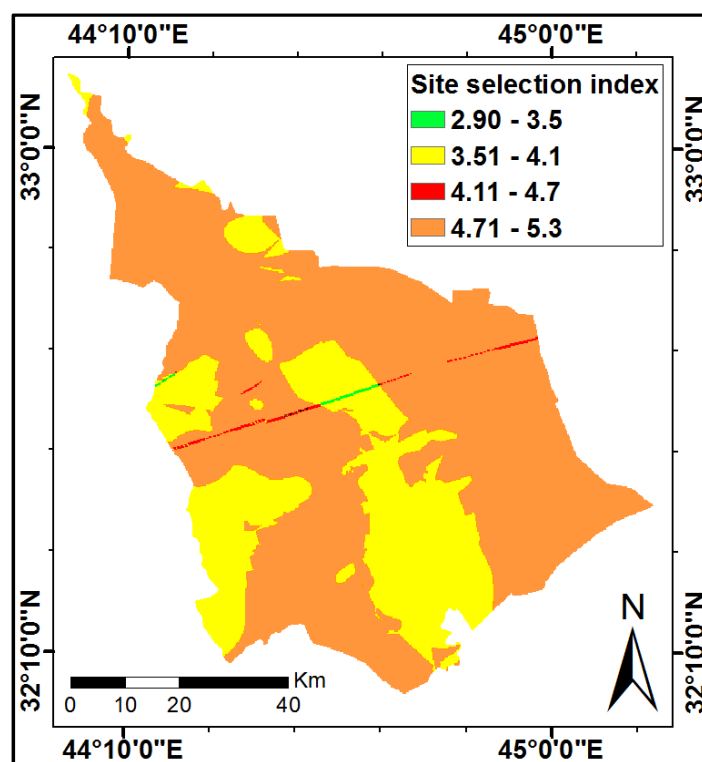 44°10'0"E 45°0'0"E
Site selection index
2.90 - 3.5
3.51 - 4.1
4.11 - 4.7
4.71 - 5.3
33°0'0"N
33°0'0"N
32°10'0"N
32°10'0"N
N
Km
0 10 20 40
44°10'0"E 45°0'0"E